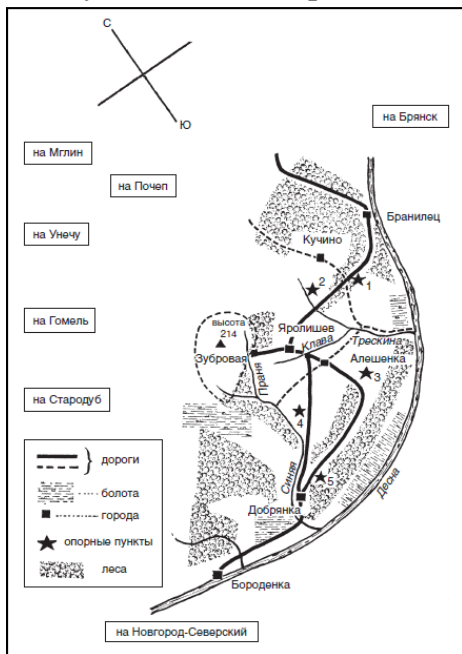 С
Ю
на Брянск
на Мглин
на Почеп
Бранилец
на Унечу
Кучино
1
2
на Гомель
высота
214
Зубровая
Яролишев
Клава
Трескина
Алешенка
3
Праня
на Стародуб
4
дороги
болота
города
опорные пункты
леса
Синяя
5
Десна
Добрянка
Бороденка
на Новгород-Северский